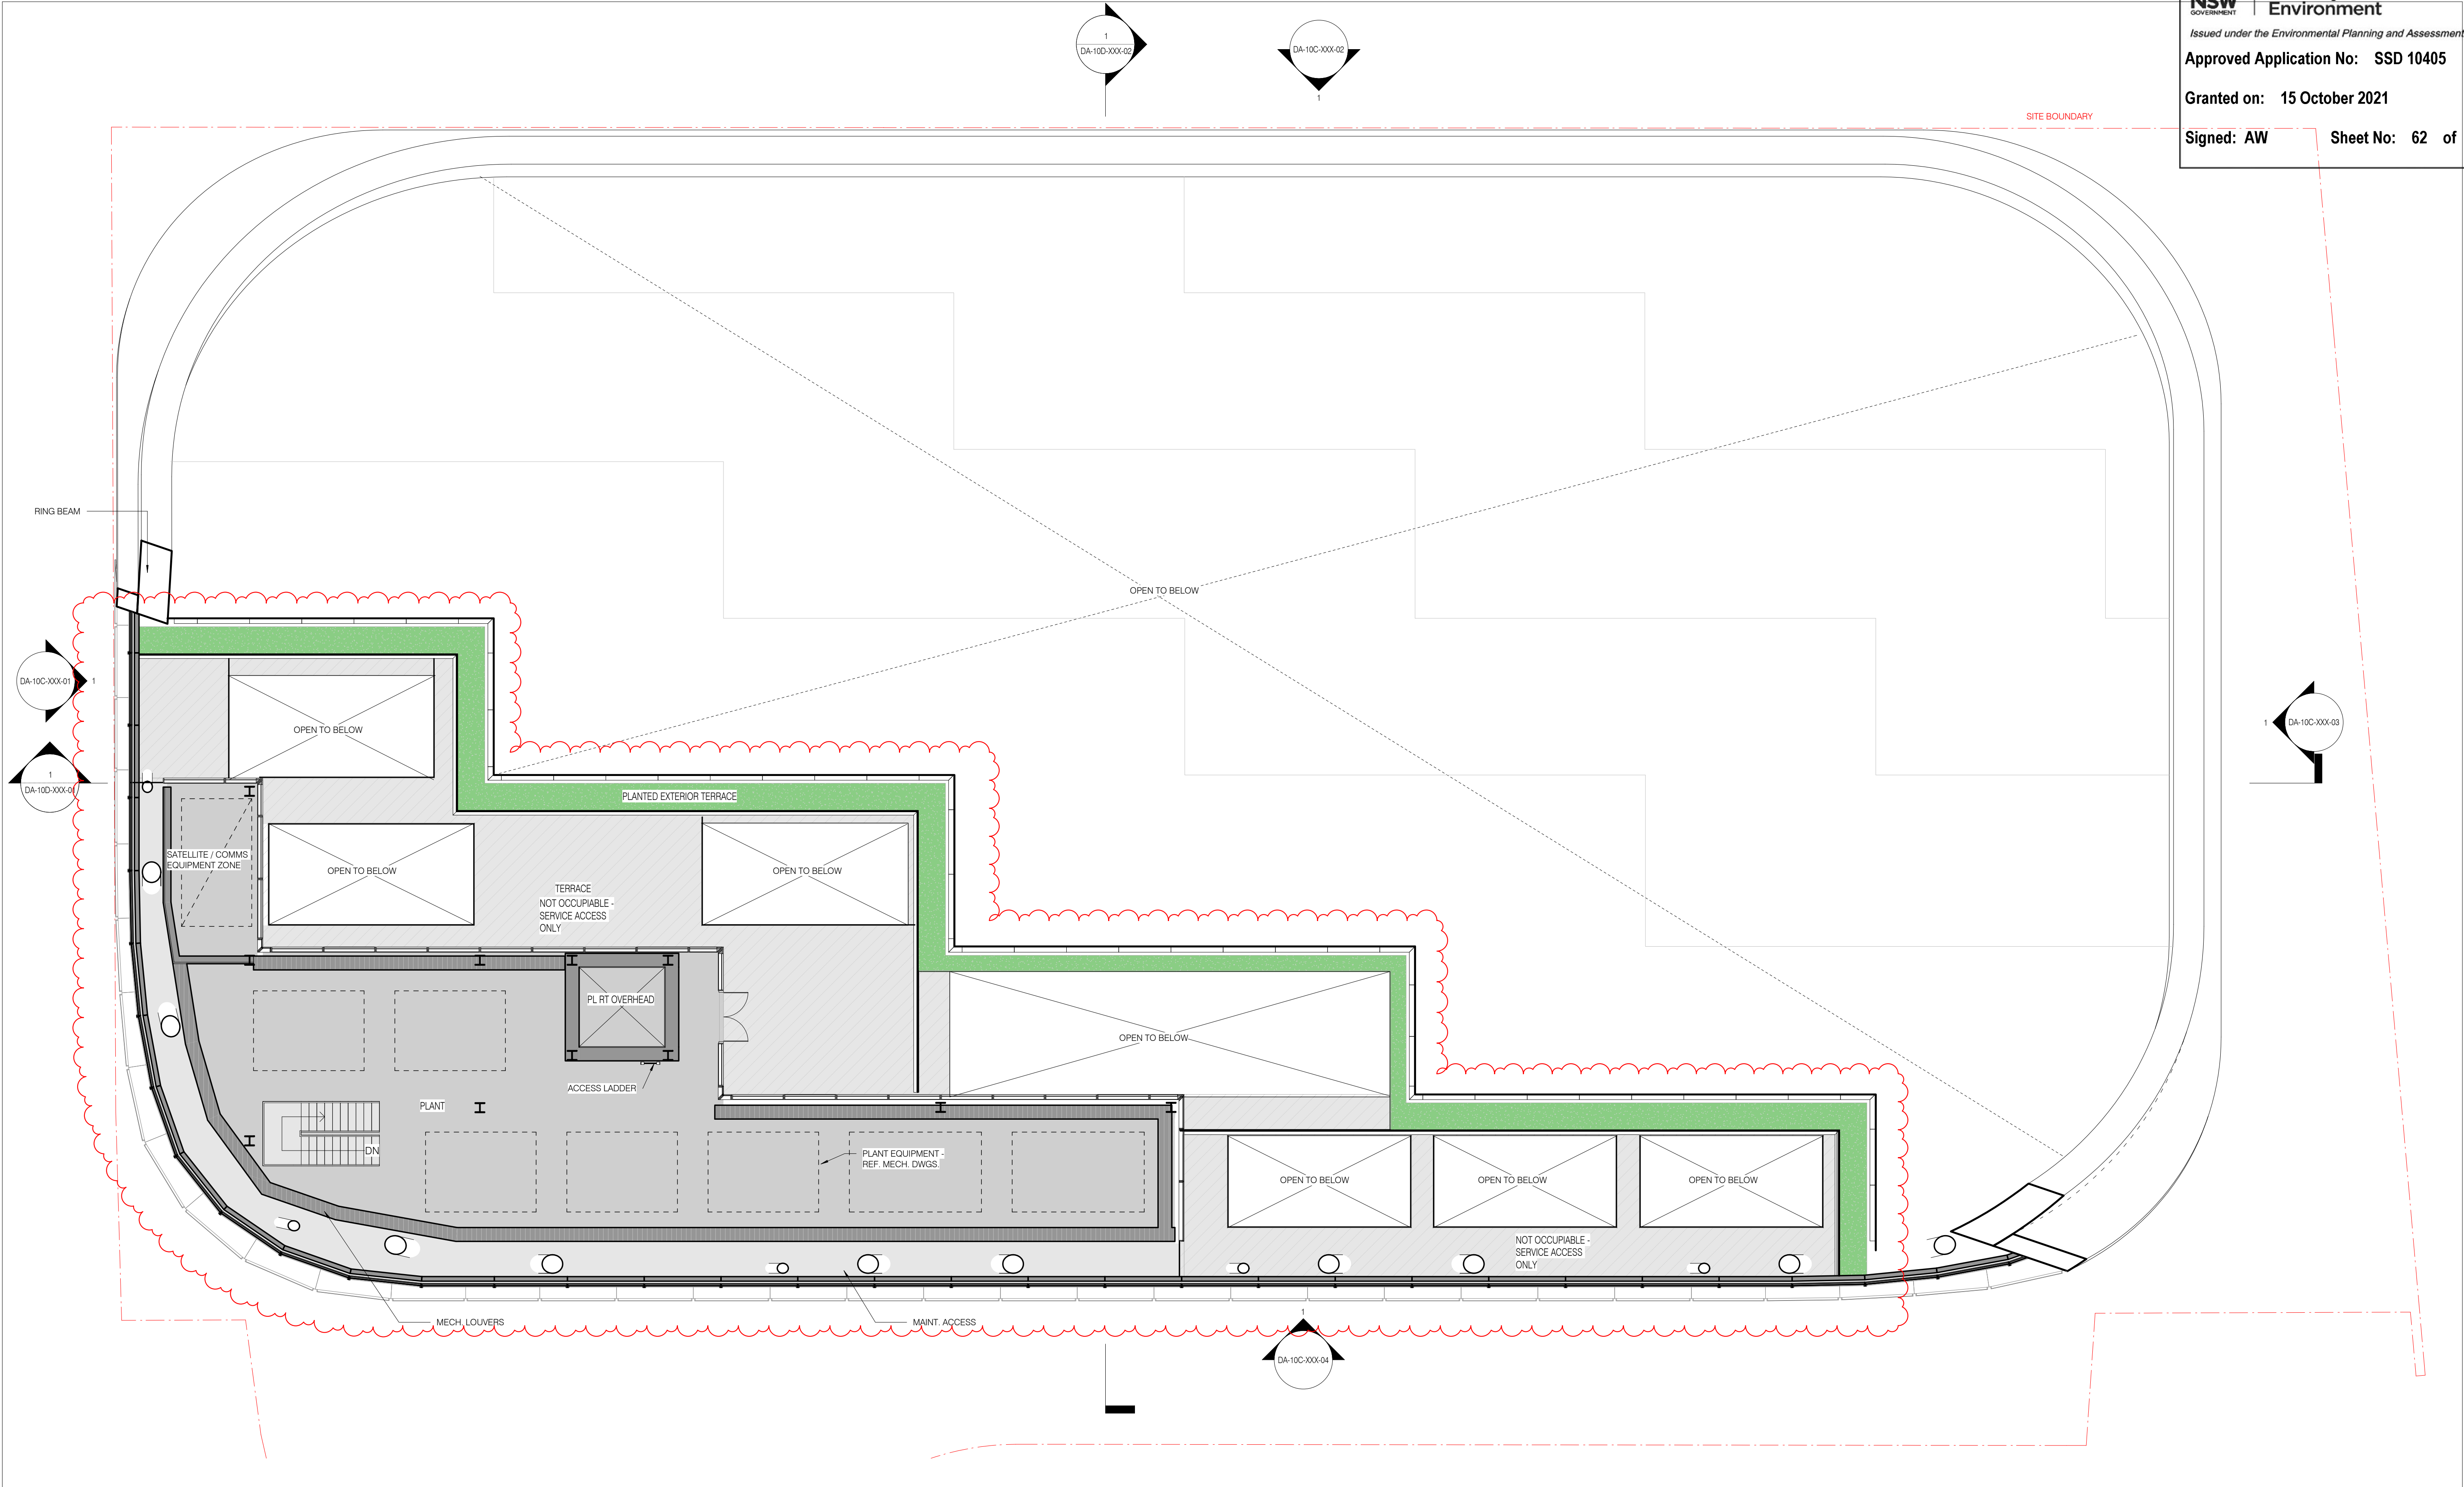 NSW
GOVERNMENT
Environment
Issued under the Environmental Planning and Assessment
Approved Application No: SSD 10405
Granted on: 15 October 2021
Signed: AW Sheet No: 62 of
1
DA-10D-XXX-02
DA-10C-XXX-02
1
SITE BOUNDARY
RING BEAM
OPEN TO BELOW
DA-10C-XXX-01
1
OPEN TO BELOW
1
DA-10C-XXX-03
1
DA-10D-XXX-01
PLANTED EXTERIOR TERRACE
SATELLITE / COMMS
EQUIPMENT ZONE
OPEN TO BELOW
OPEN TO BELOW
TERRACE
NOT OCCUPIABLE -
SERVICE ACCESS
ONLY
PL RT OVERHEAD
OPEN TO BELOW
ACCESS LADDER
PLANT
DN
PLANT EQUIPMENT -
REF. MECH. DWGS.
OPEN TO BELOW
OPEN TO BELOW
OPEN TO BELOW
NOT OCCUPIABLE -
SERVICE ACCESS
ONLY
MECH. LOUVERS
MAINT. ACCESS
1
DA-10C-XXX-04